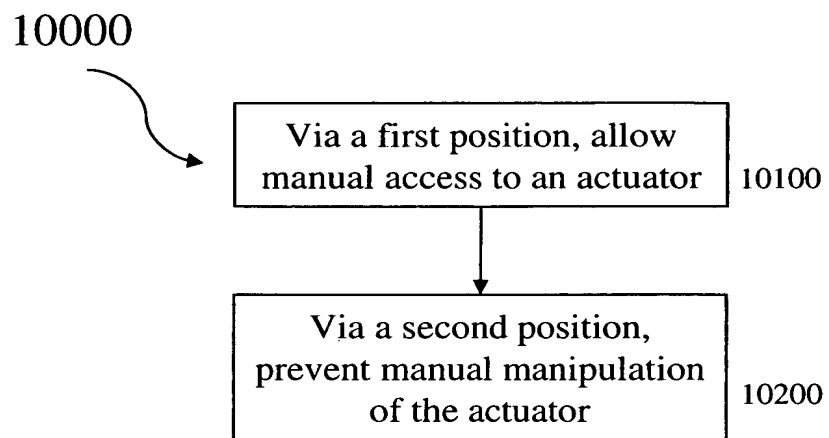 10000
Via a first position, allow
manual access to an actuator
10100
Via a second position,
prevent manual manipulation
of the actuator
10200